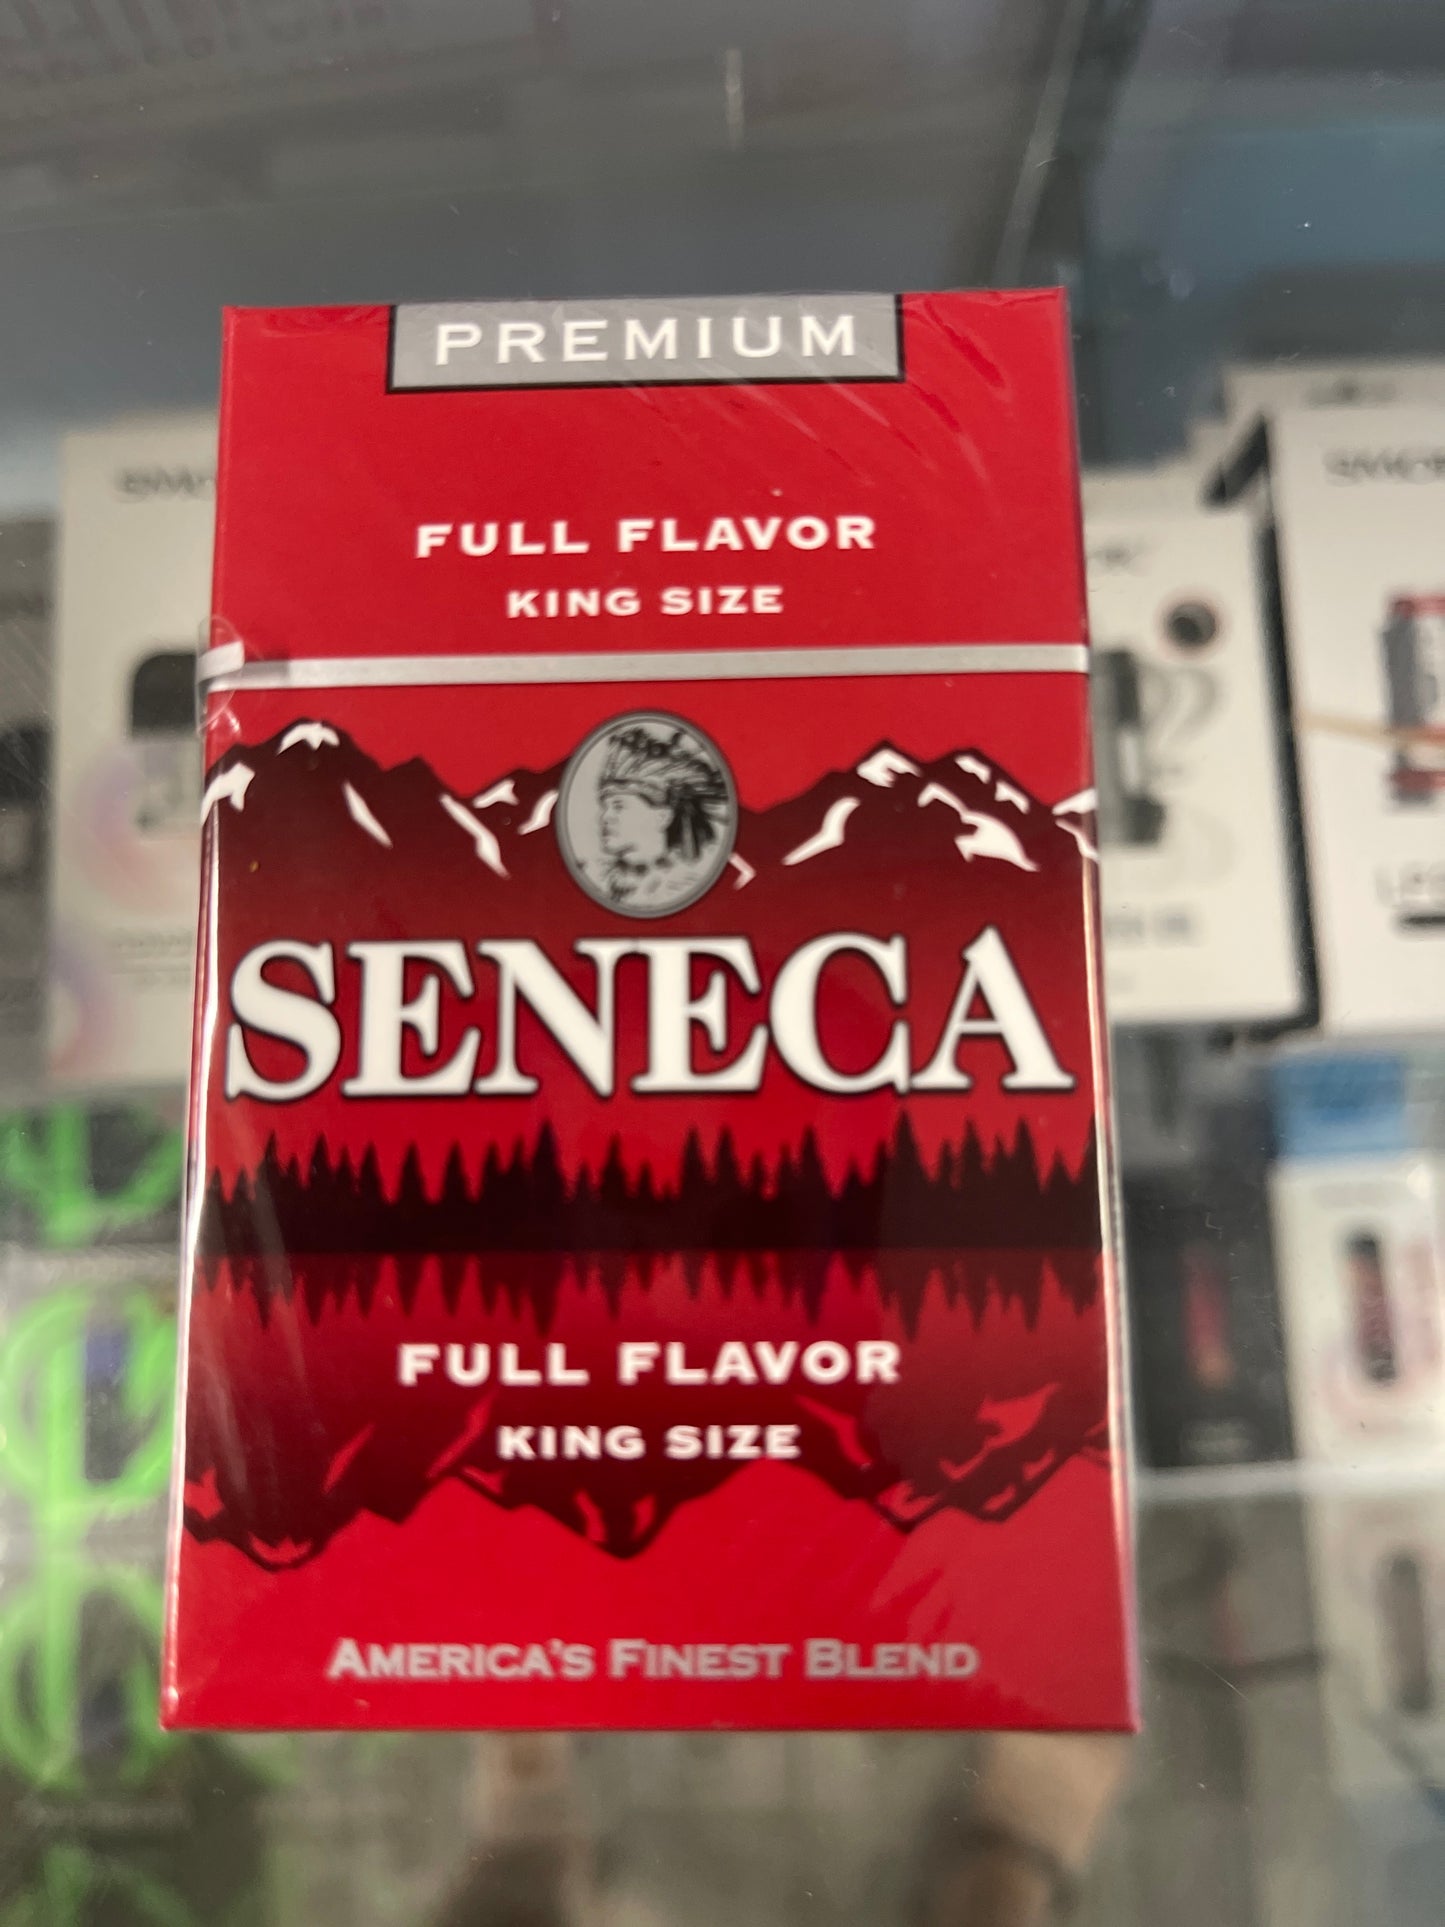 PREMIUM
FULL FLAVOR
KING SIZE
SENECA
FULL FLAVOR
KING SIZE
AMERICA'S FINEST BLEND